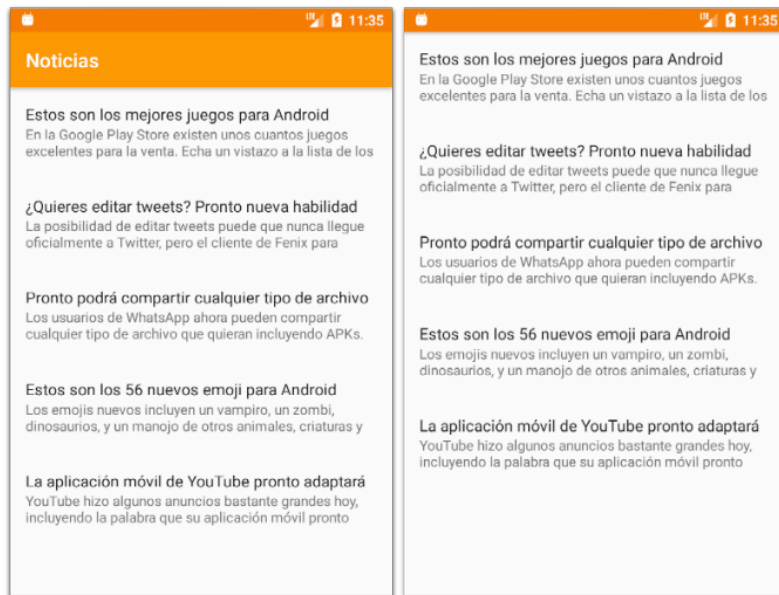 LTE 11:35
Noticias
Estos son los mejores juegos para Android
En la Google Play Store existen unos cuantos juegos
excelentes para la venta. Echa un vistazo a la lista de los
¿Quieres editar tweets? Pronto nueva habilidad
La posibilidad de editar tweets puede que nunca llegue
oficialmente a Twitter, pero el cliente de Fenix para
Pronto podrá compartir cualquier tipo de archivo
Los usuarios de WhatsApp ahora pueden compartir
cualquier tipo de archivo que quieran incluyendo APKs.
Estos son los 56 nuevos emoji para Android
Los emojis nuevos incluyen un vampiro, un zombi,
dinosaurios, y un manojo de otros animales, criaturas y
La aplicación móvil de YouTube pronto adaptará
YouTube hizo algunos anuncios bastante grandes hoy,
incluyendo la palabra que su aplicación móvil pronto
LTE 11:35
Estos son los mejores juegos para Android
En la Google Play Store existen unos cuantos juegos
excelentes para la venta. Echa un vistazo a la lista de los
¿Quieres editar tweets? Pronto nueva habilidad
La posibilidad de editar tweets puede que nunca llegue
oficialmente a Twitter, pero el cliente de Fenix para
Pronto podrá compartir cualquier tipo de archivo
Los usuarios de WhatsApp ahora pueden compartir
cualquier tipo de archivo que quieran incluyendo APKs.
Estos son los 56 nuevos emoji para Android
Los emojis nuevos incluyen un vampiro, un zombi,
dinosaurios, y un manojo de otros animales, criaturas y
La aplicación móvil de YouTube pronto adaptará
YouTube hizo algunos anuncios bastante grandes hoy,
incluyendo la palabra que su aplicación móvil pronto